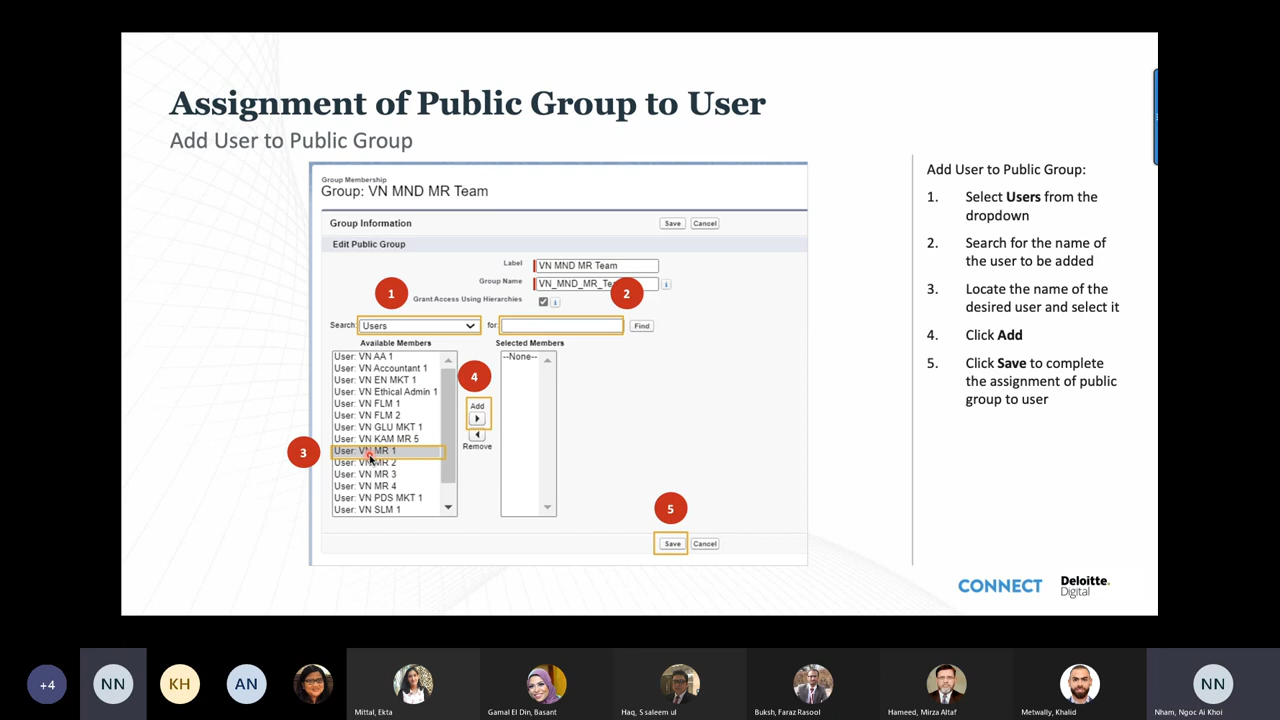 Assignment of Public Group to User
Add User to Public Group
Group Membership
Group: VN MND MR Team
Group Information
Save
Cancel
Edit Public Group
Label
VN MND MR Team
Group Name
VN_MND_MR_Te
i
Grant Access Using Hierarchies
i
1
2
Search:
Users
for:
Find
Available Members
Selected Members
User: VN AA 1
User: VN Accountant 1
User: VN EN MKT 1
User: VN Ethical Admin 1
User: VN FLM 1
User: VN FLM 2
User: VN GLU MKT 1
User: VN KAM MR 5
User: VN MR 1
User: VN MR 2
User: VN MR 3
User: VN MR 4
User: VN PDS MKT 1
User: VN SLM 1
3
4
Add
Remove
--None--
5
Save
Cancel
Add User to Public Group:
1. Select Users from the
dropdown
2. Search for the name of
the user to be added
3. Locate the name of the
desired user and select it
4. Click Add
5. Click Save to complete
the assignment of public
group to user
CONNECT
Deloitte.
Digital
+4
NN
KH
AN
Mittal, Ekta
Gamal El Din, Basant
Haq, S saleem ul
Buksh, Faraz Rasool
Hameed, Mirza Altaf
Metwally, Khalid
NN
Nham, Ngoc Ai Khoi